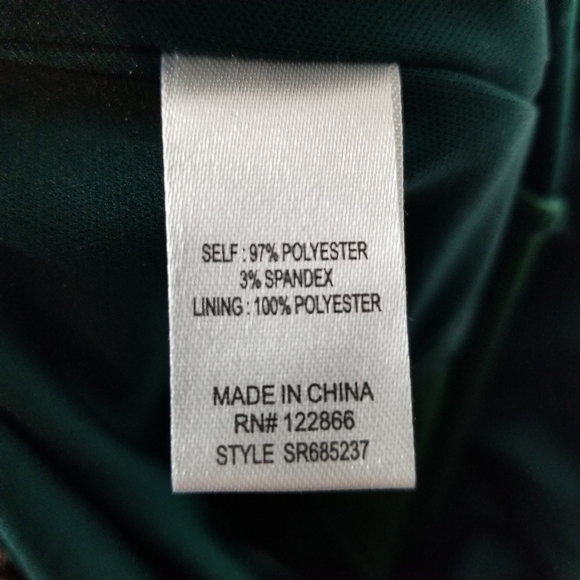 SELF : 97% POLYESTER
3% SPANDEX
LINING : 100% POLYESTER
MADE IN CHINA
RN# 122866
STYLE SR685237